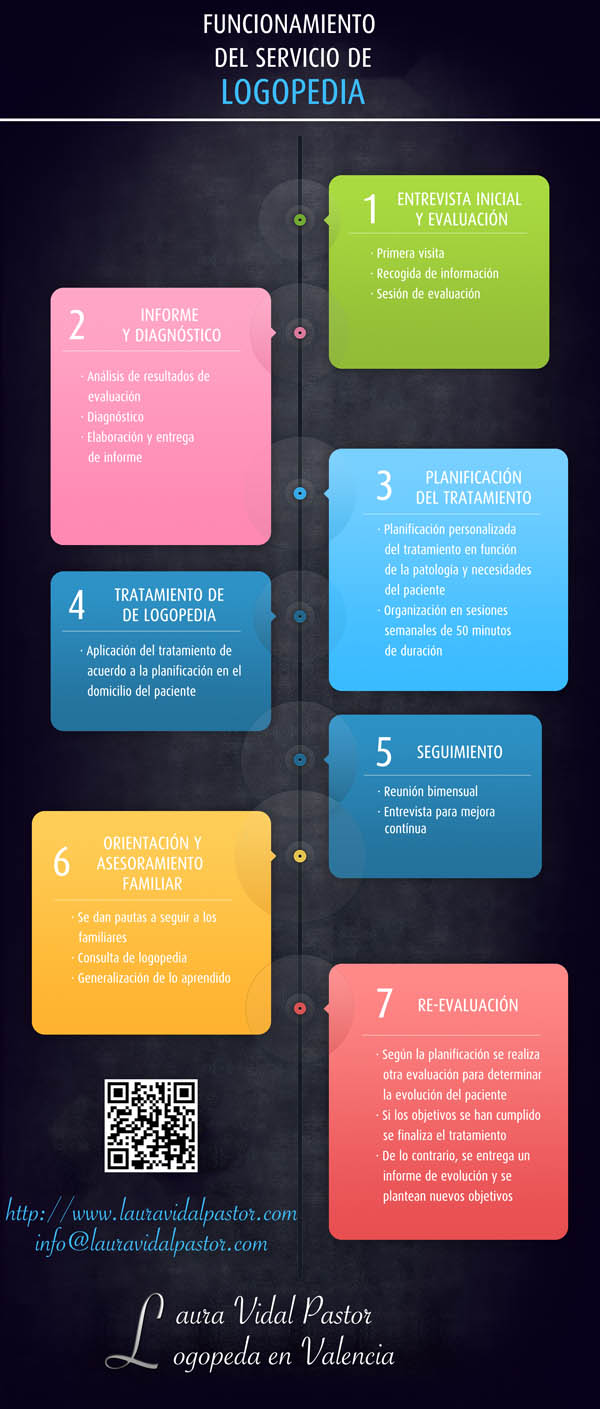 FUNCIONAMIENTO
DEL SERVICIO DE
LOGOPEDIA
1 ENTREVISTA INICIAL
Y EVALUACIÓN
· Primera visita
· Recogida de información
· Sesión de evaluación
2 INFORME
Y DIAGNÓSTICO
· Análisis de resultados de
evaluación
· Diagnóstico
· Elaboración y entrega
de informe
3 PLANIFICACIÓN
DEL TRATAMIENTO
· Planificación personalizada
del tratamiento en función
de la patología y necesidades
del paciente
· Organización en sesiones
semanales de 50 minutos
de duración
4 TRATAMIENTO DE
DE LOGOPEDIA
· Aplicación del tratamiento de
acuerdo a la planificación en el
domicilio del paciente
5 SEGUIMIENTO
· Reunión bimensual
· Entrevista para mejora
contínua
6 ORIENTACIÓN Y
ASESORAMIENTO
FAMILIAR
· Se dan pautas a seguir a los
familiares
· Consulta de logopedia
· Generalización de lo aprendido
7 RE-EVALUACIÓN
· Según la planificación se realiza
otra evaluación para determinar
la evolución del paciente
· Si los objetivos se han cumplido
se finaliza el tratamiento
· De lo contrario, se entrega un
informe de evolución y se
plantean nuevos objetivos
http://www.lauravidalpastor.com
info@lauravidalpastor.com
Laura Vidal Pastor
Logopeda en Valencia